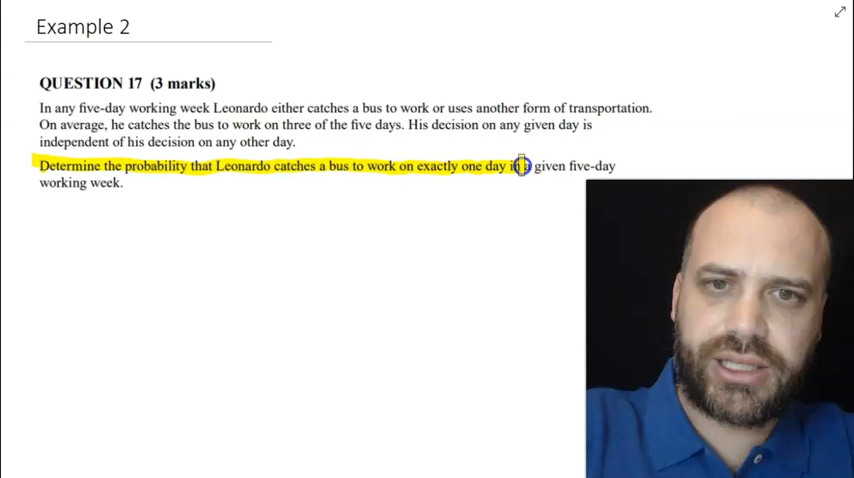 Example 2
QUESTION 17 (3 marks)
In any five-day working week Leonardo either catches a bus to work or uses another form of transportation.
On average, he catches the bus to work on three of the five days. His decision on any given day is
independent of his decision on any other day.
Determine the probability that Leonardo catches a bus to work on exactly one day in a given five-day
working week.